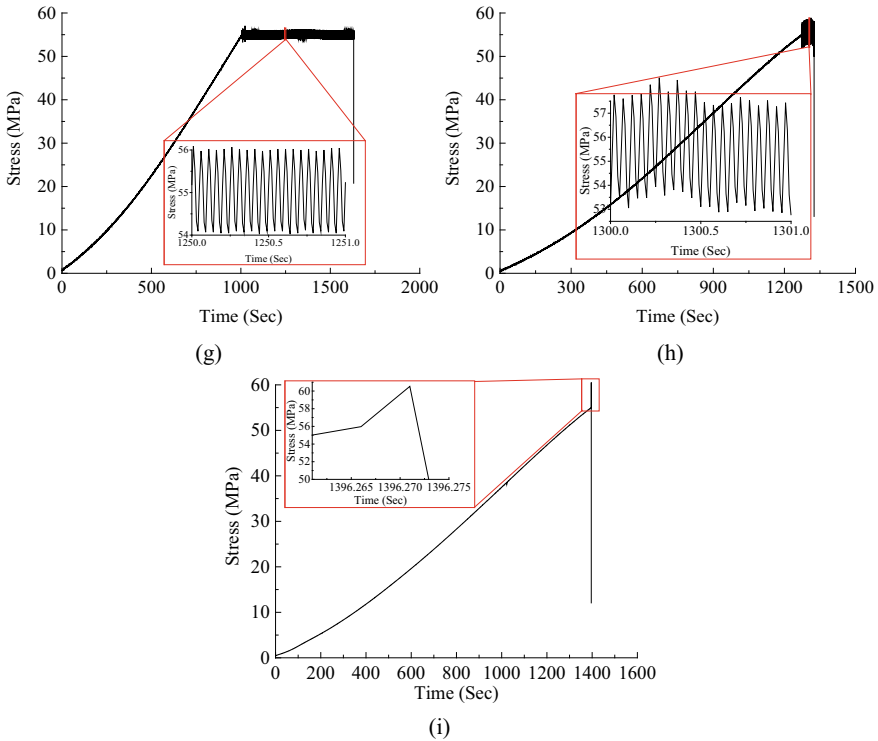 60
50
40
30
20
10
0
Stress (MPa)
0 500 1000 1500 2000
Time (Sec)
56
55
54
Stress (MPa)
1250.0 1250.5 1251.0
Time (Sec)
(g)
60
50
40
30
20
10
0
Stress (MPa)
0 300 600 900 1200 1500
Time (Sec)
57
56
55
54
53
Stress (MPa)
1300.0 1300.5 1301.0
Time (Sec)
(h)
60
50
40
30
20
10
0
Stress (MPa)
0 200 400 600 800 1000 1200 1400 1600
Time (Sec)
60
58
56
54
52
50
Stress (MPa)
1396.265 1396.270 1396.275
Time (Sec)
(i)